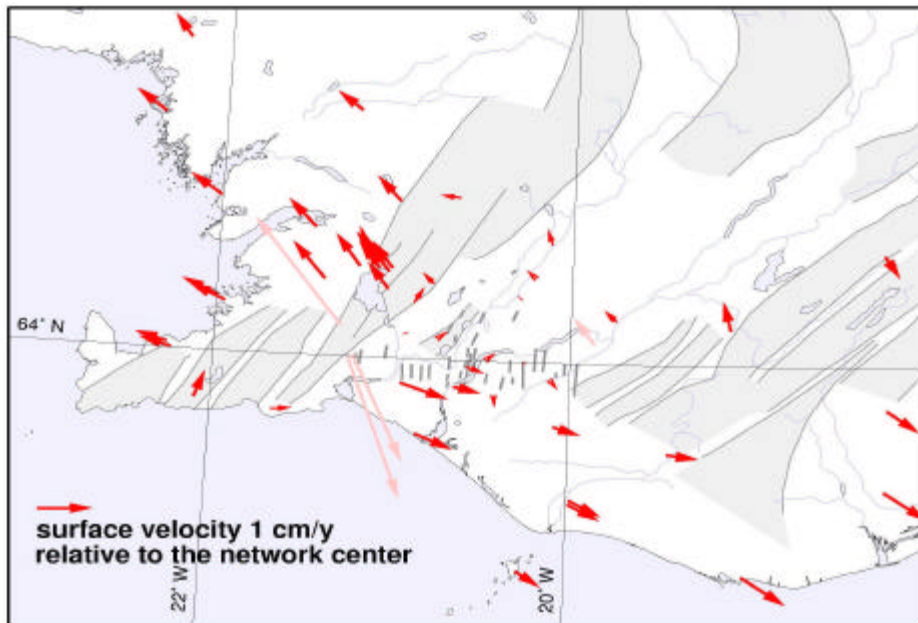 64° N
surface velocity 1 cm/y
relative to the network center
22° W
20° W